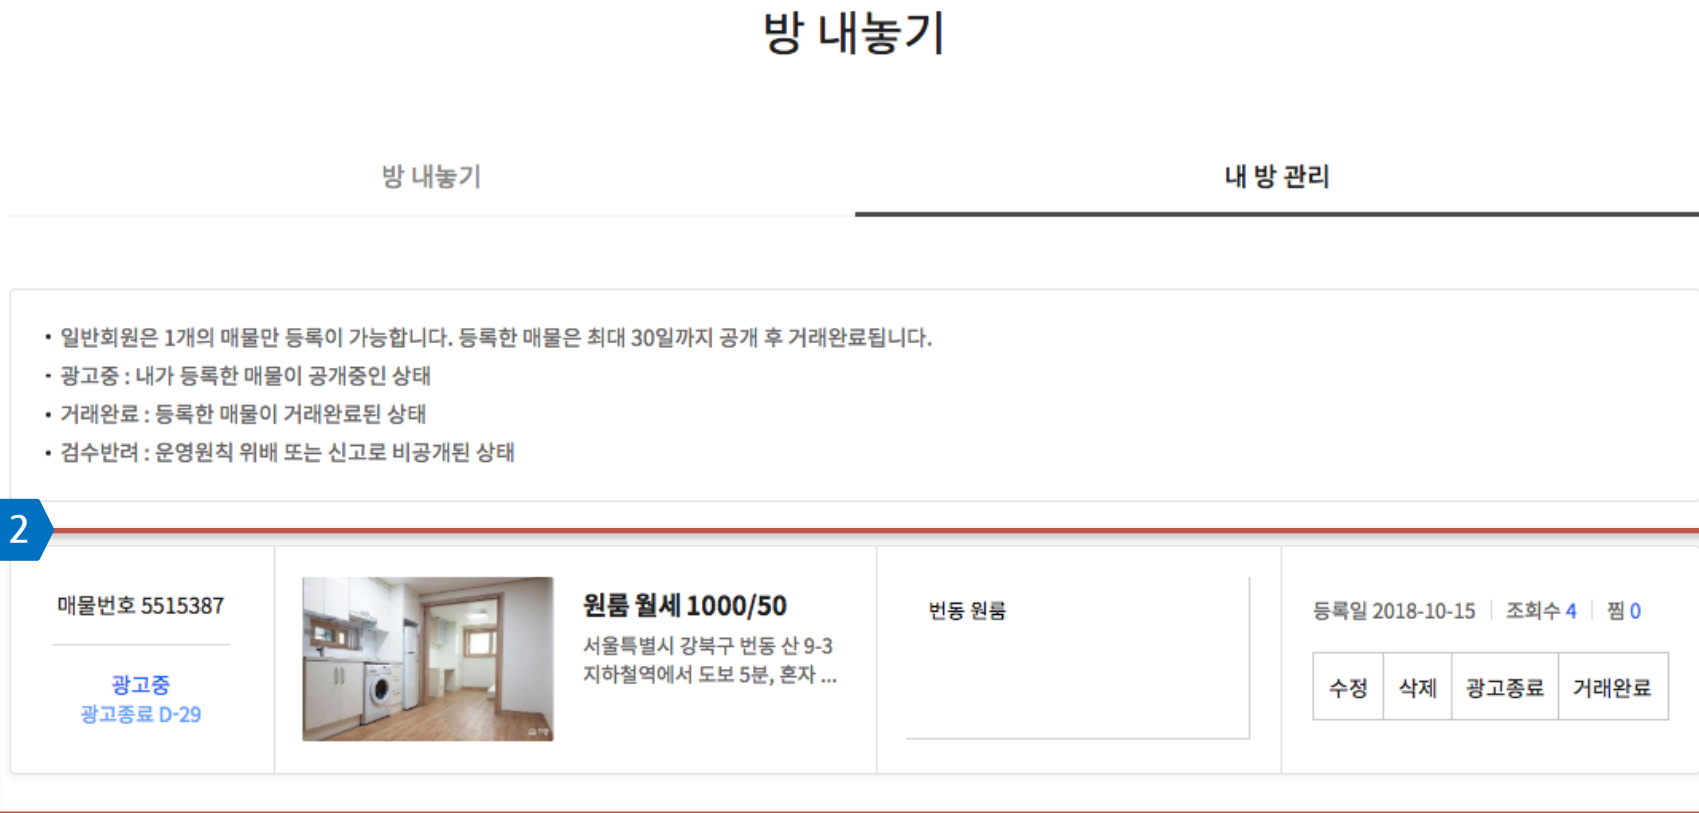 방 내놓기
방 내놓기
내 방 관리
• 일반회원은 1개의 매물만 등록이 가능합니다. 등록한 매물은 최대 30일까지 공개 후 거래완료됩니다.
• 광고중 : 내가 등록한 매물이 공개중인 상태
• 거래완료 : 등록한 매물이 거래완료된 상태
• 검수반려 : 운영원칙 위배 또는 신고로 비공개된 상태
2
매물번호 5515387
광고중
광고종료 D-29
원룸 월세 1000/50
서울특별시 강북구 번동 산 9-3
지하철역에서 도보 5분, 혼자 ...
번동 원룸
등록일 2018-10-15 조회수 4 찜 0
수정 삭제 광고종료 거래완료